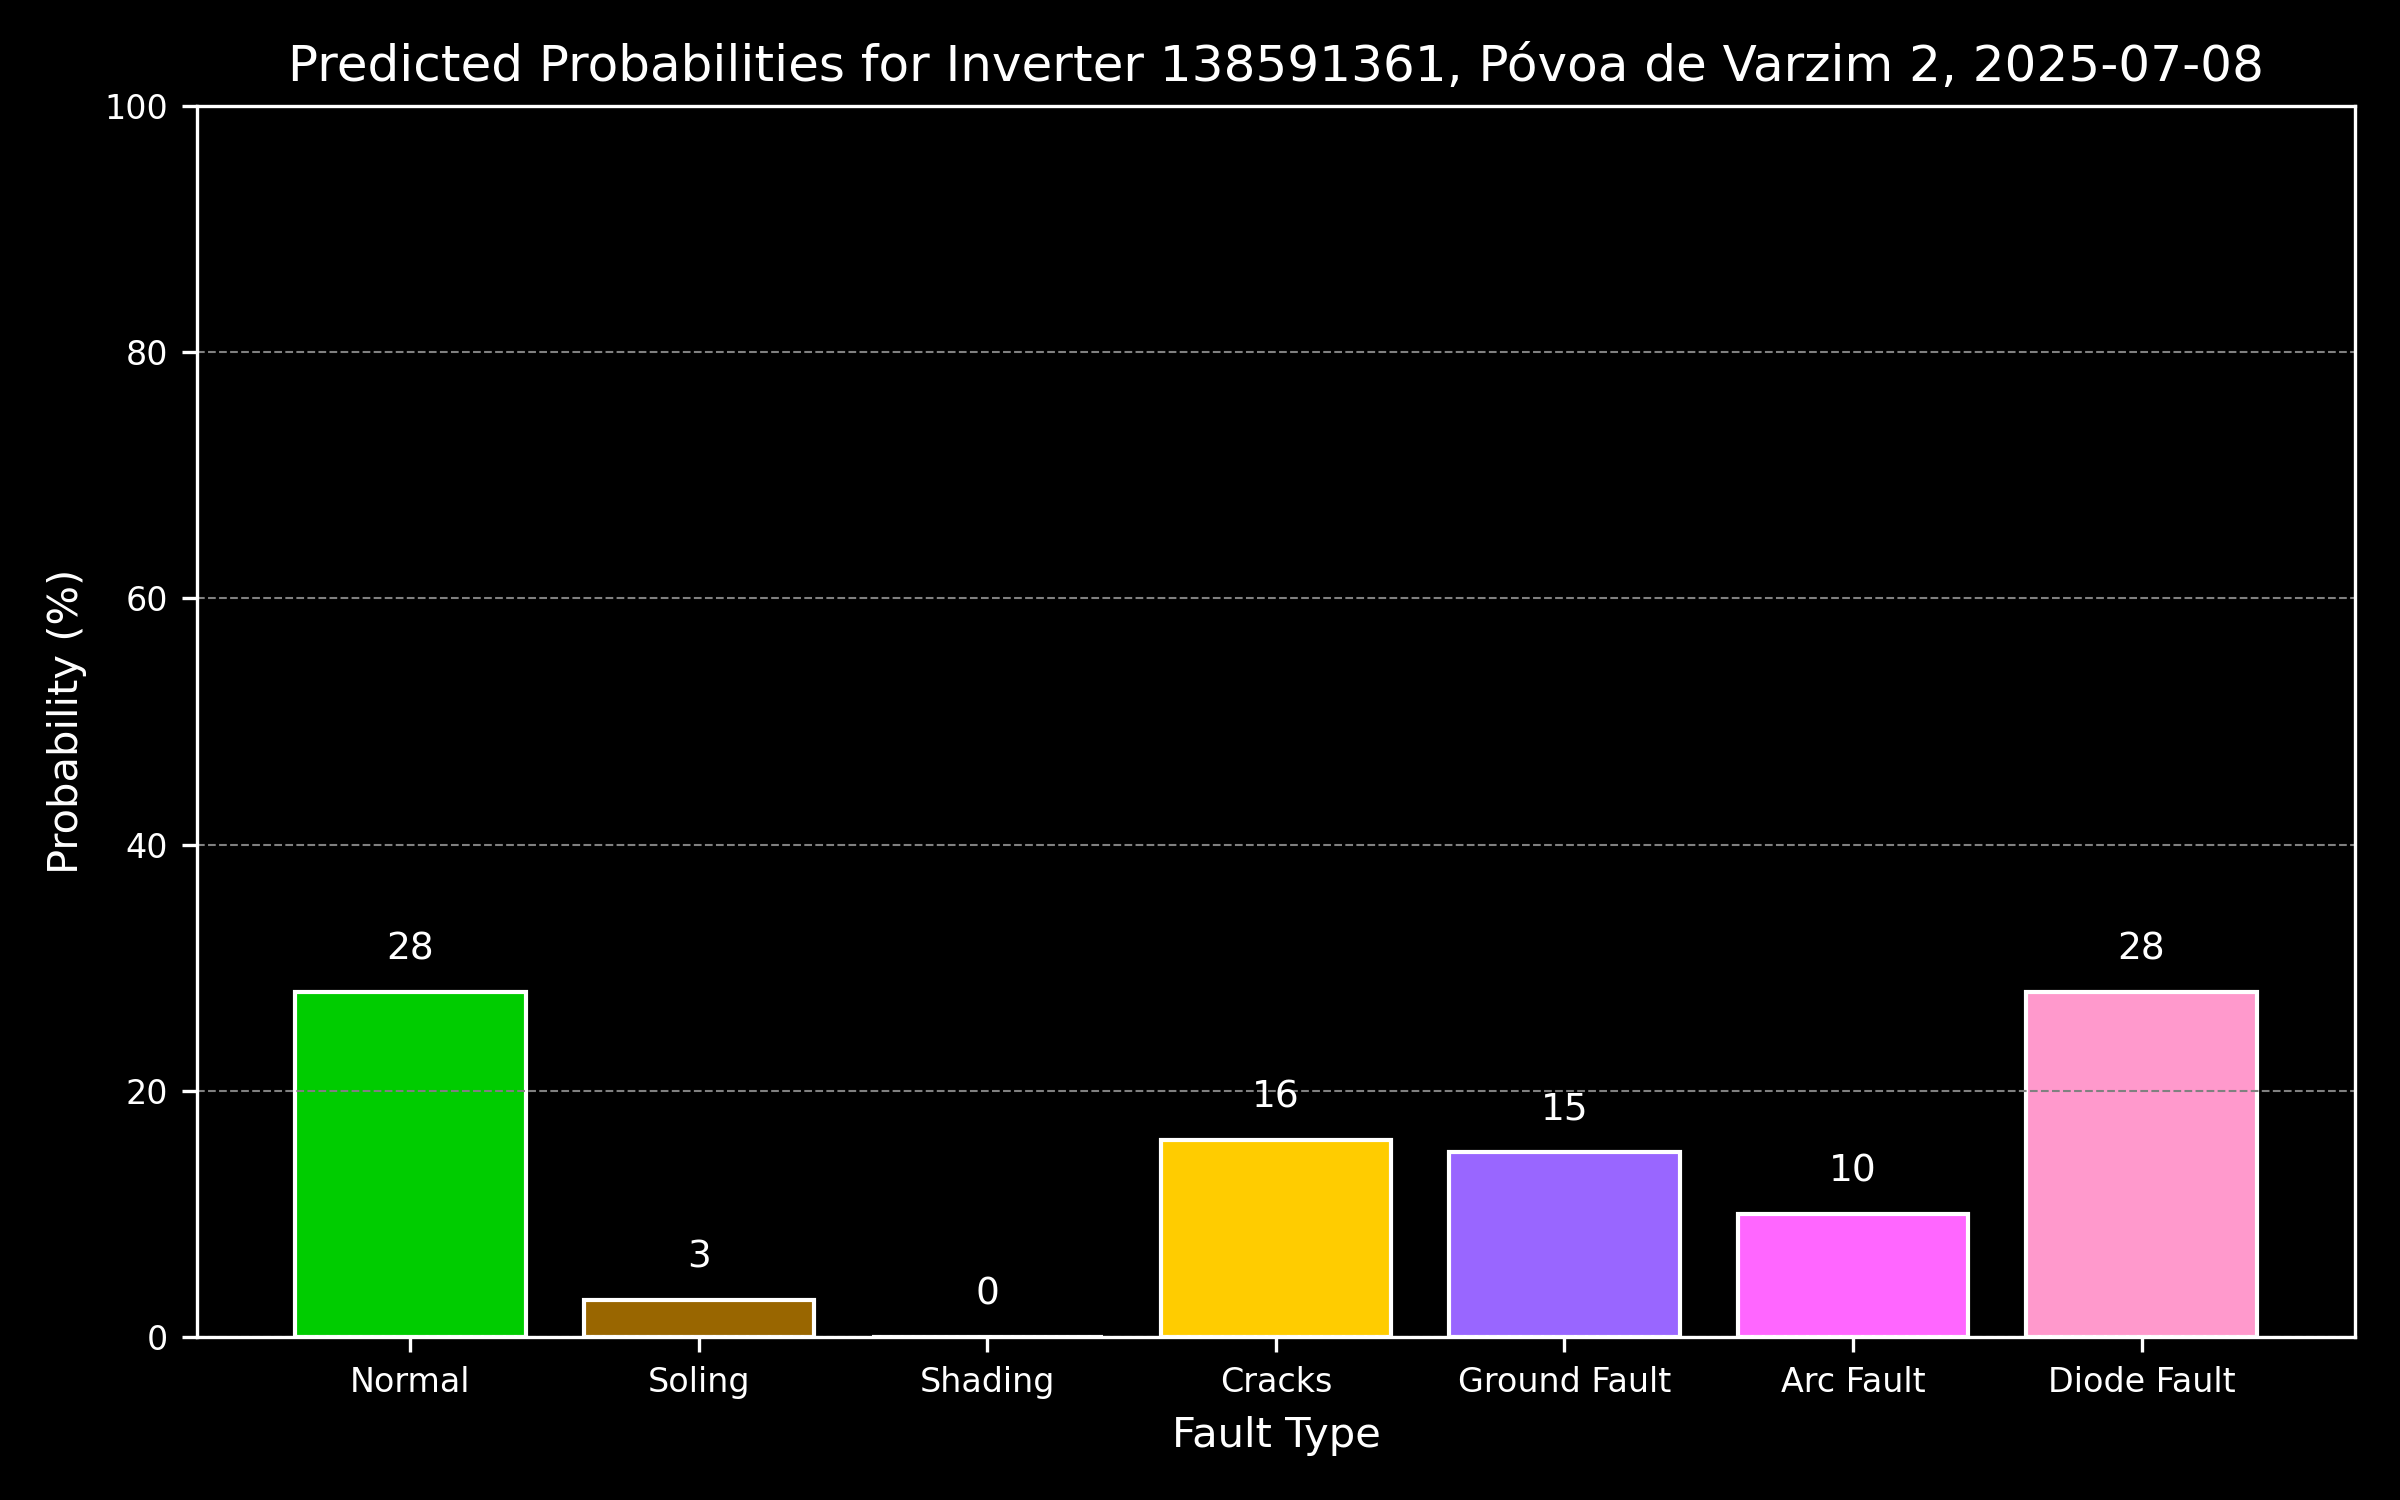 Predicted Probabilities for Inverter 138591361, Póvoa de Varzim 2, 2025-07-08
Probability (%)
100
80
60
40
20
0
28
3
0
16
15
10
28
Normal
Soling
Shading
Cracks
Ground Fault
Arc Fault
Diode Fault
Fault Type